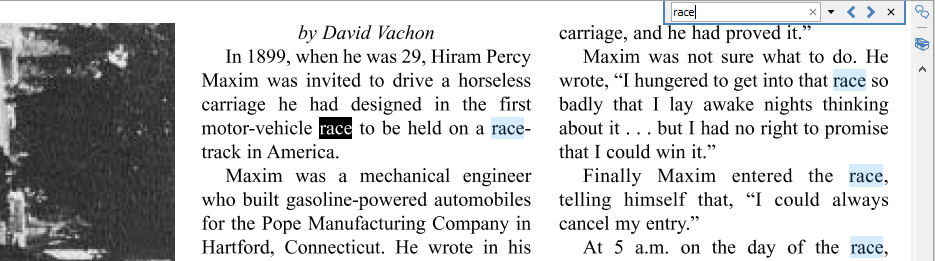 race
by David Vachon
In 1899, when he was 29, Hiram Percy
Maxim was invited to drive a horseless
carriage he had designed in the first
motor-vehicle race to be held on a race-
track in America.
Maxim was a mechanical engineer
who built gasoline-powered automobiles
for the Pope Manufacturing Company in
Hartford, Connecticut. He wrote in his
carriage, and he had proved it.”
Maxim was not sure what to do. He
wrote, “I hungered to get into that race so
badly that I lay awake nights thinking
about it . . . but I had no right to promise
that I could win it.”
Finally Maxim entered the race,
telling himself that, “I could always
cancel my entry.”
At 5 a.m. on the day of the race,